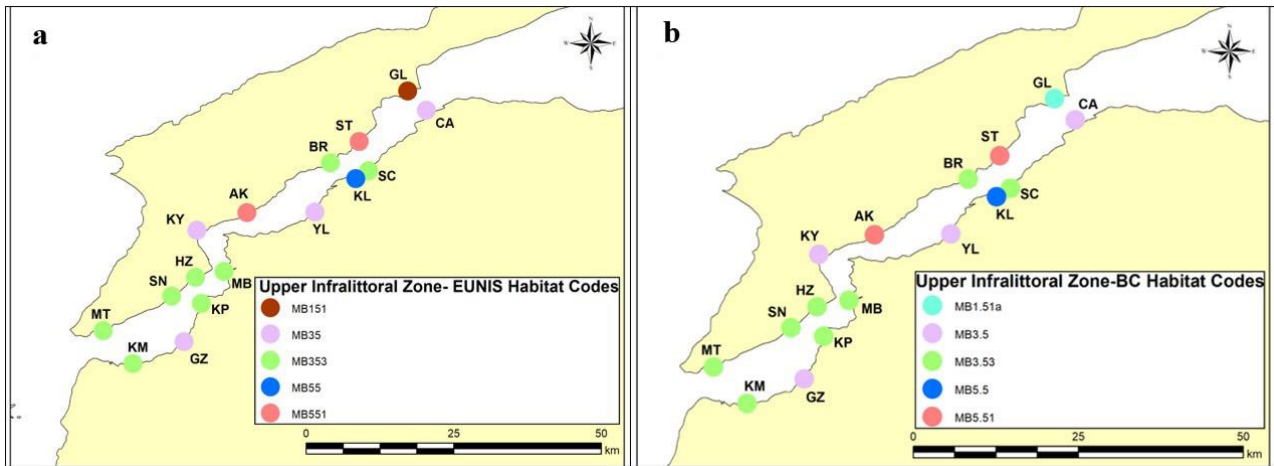 a
N
GL
CA
ST
BR
SC
KL
AK
YL
KY
HZ
MB
SN
KP
MT
GZ
KM
Upper Infralittoral Zone- EUNIS Habitat Codes
MB151
MB35
MB353
MB55
MB551
0 25 50
km
b
N
GL
CA
ST
BR
SC
KL
AK
YL
KY
HZ
MB
SN
KP
MT
GZ
KM
Upper Infralittoral Zone-BC Habitat Codes
MB1.51a
MB3.5
MB3.53
MB5.5
MB5.51
0 25 50
km